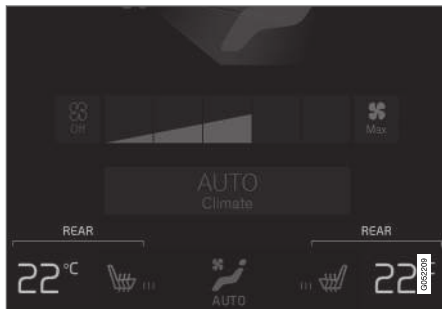 Off
Max
AUTO
Climate
REAR REAR
22°C 22°C
AUTO
G052209